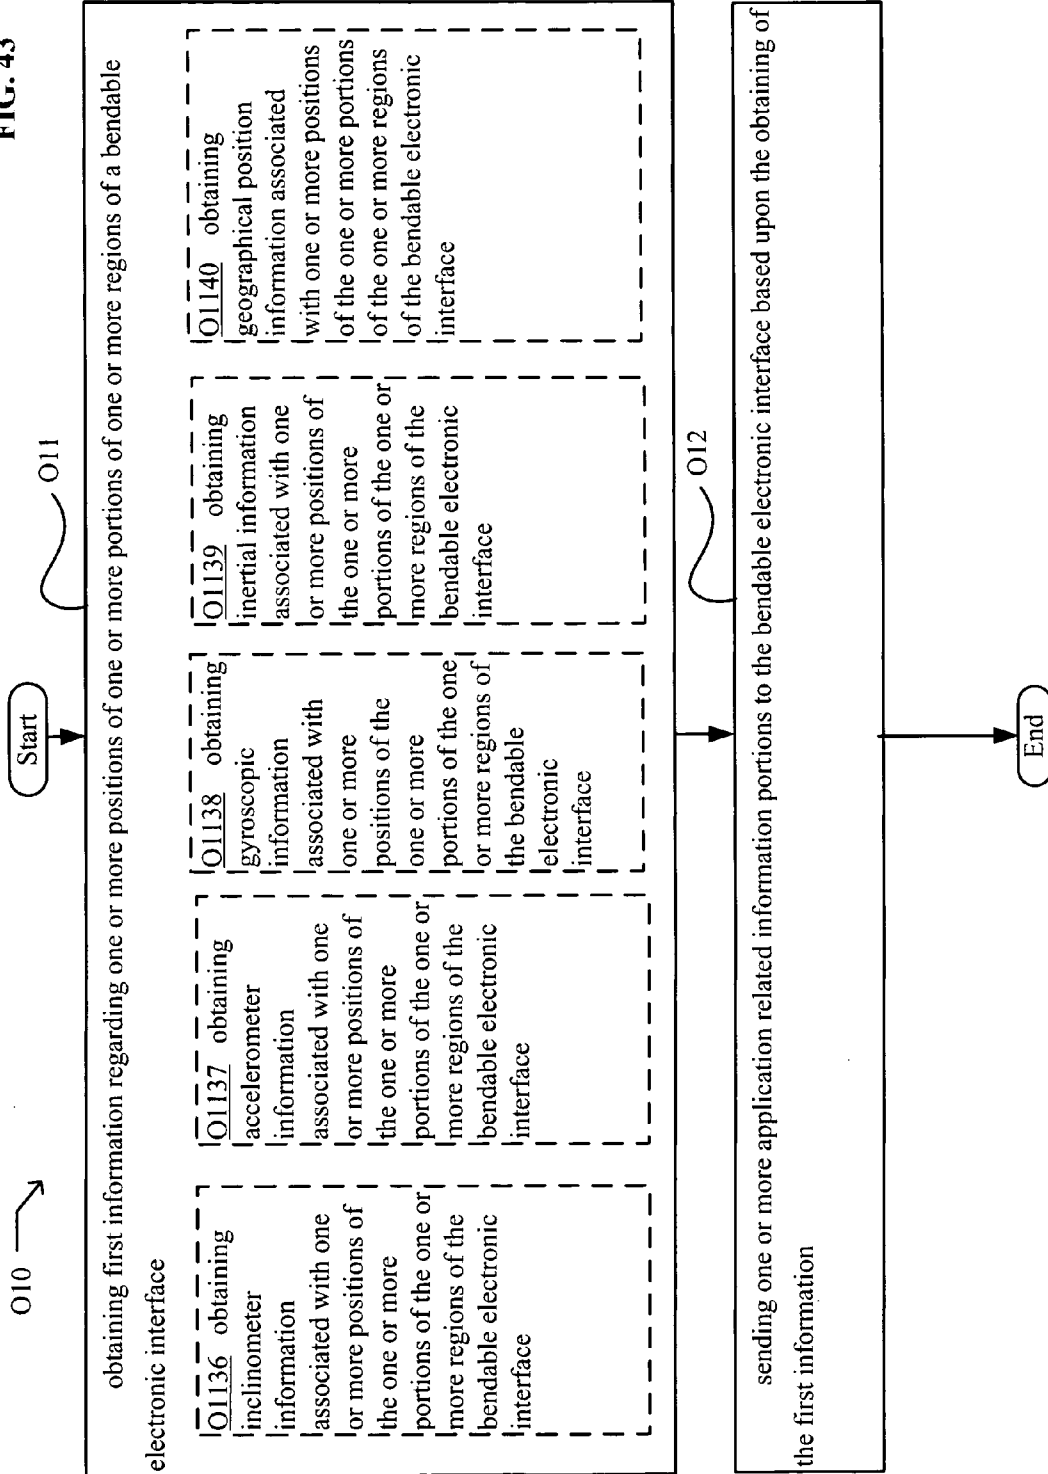 FIG. 43
O10
Start
O11
obtaining first information regarding one or more positions of one or more portions of one or more regions of a bendable
electronic interface
O1136 obtaining
inclinometer
information
associated with one
or more positions of
the one or more
portions of the one or
more regions of the
bendable electronic
interface
O1137 obtaining
accelerometer
information
associated with one
or more positions of
the one or more
portions of the one or
more regions of the
bendable electronic
interface
O1138 obtaining
gyroscopic
information
associated with
one or more
positions of the
one or more
portions of the one
or more regions of
the bendable
electronic
interface
O1139 obtaining
inertial information
associated with one
or more positions of
the one or more
portions of the one or
more regions of the
bendable electronic
interface
O1140 obtaining
geographical position
information associated
with one or more positions
of the one or more portions
of the one or more regions
of the bendable electronic
interface
O12
sending one or more application related information portions to the bendable electronic interface based upon the obtaining of
the first information
End